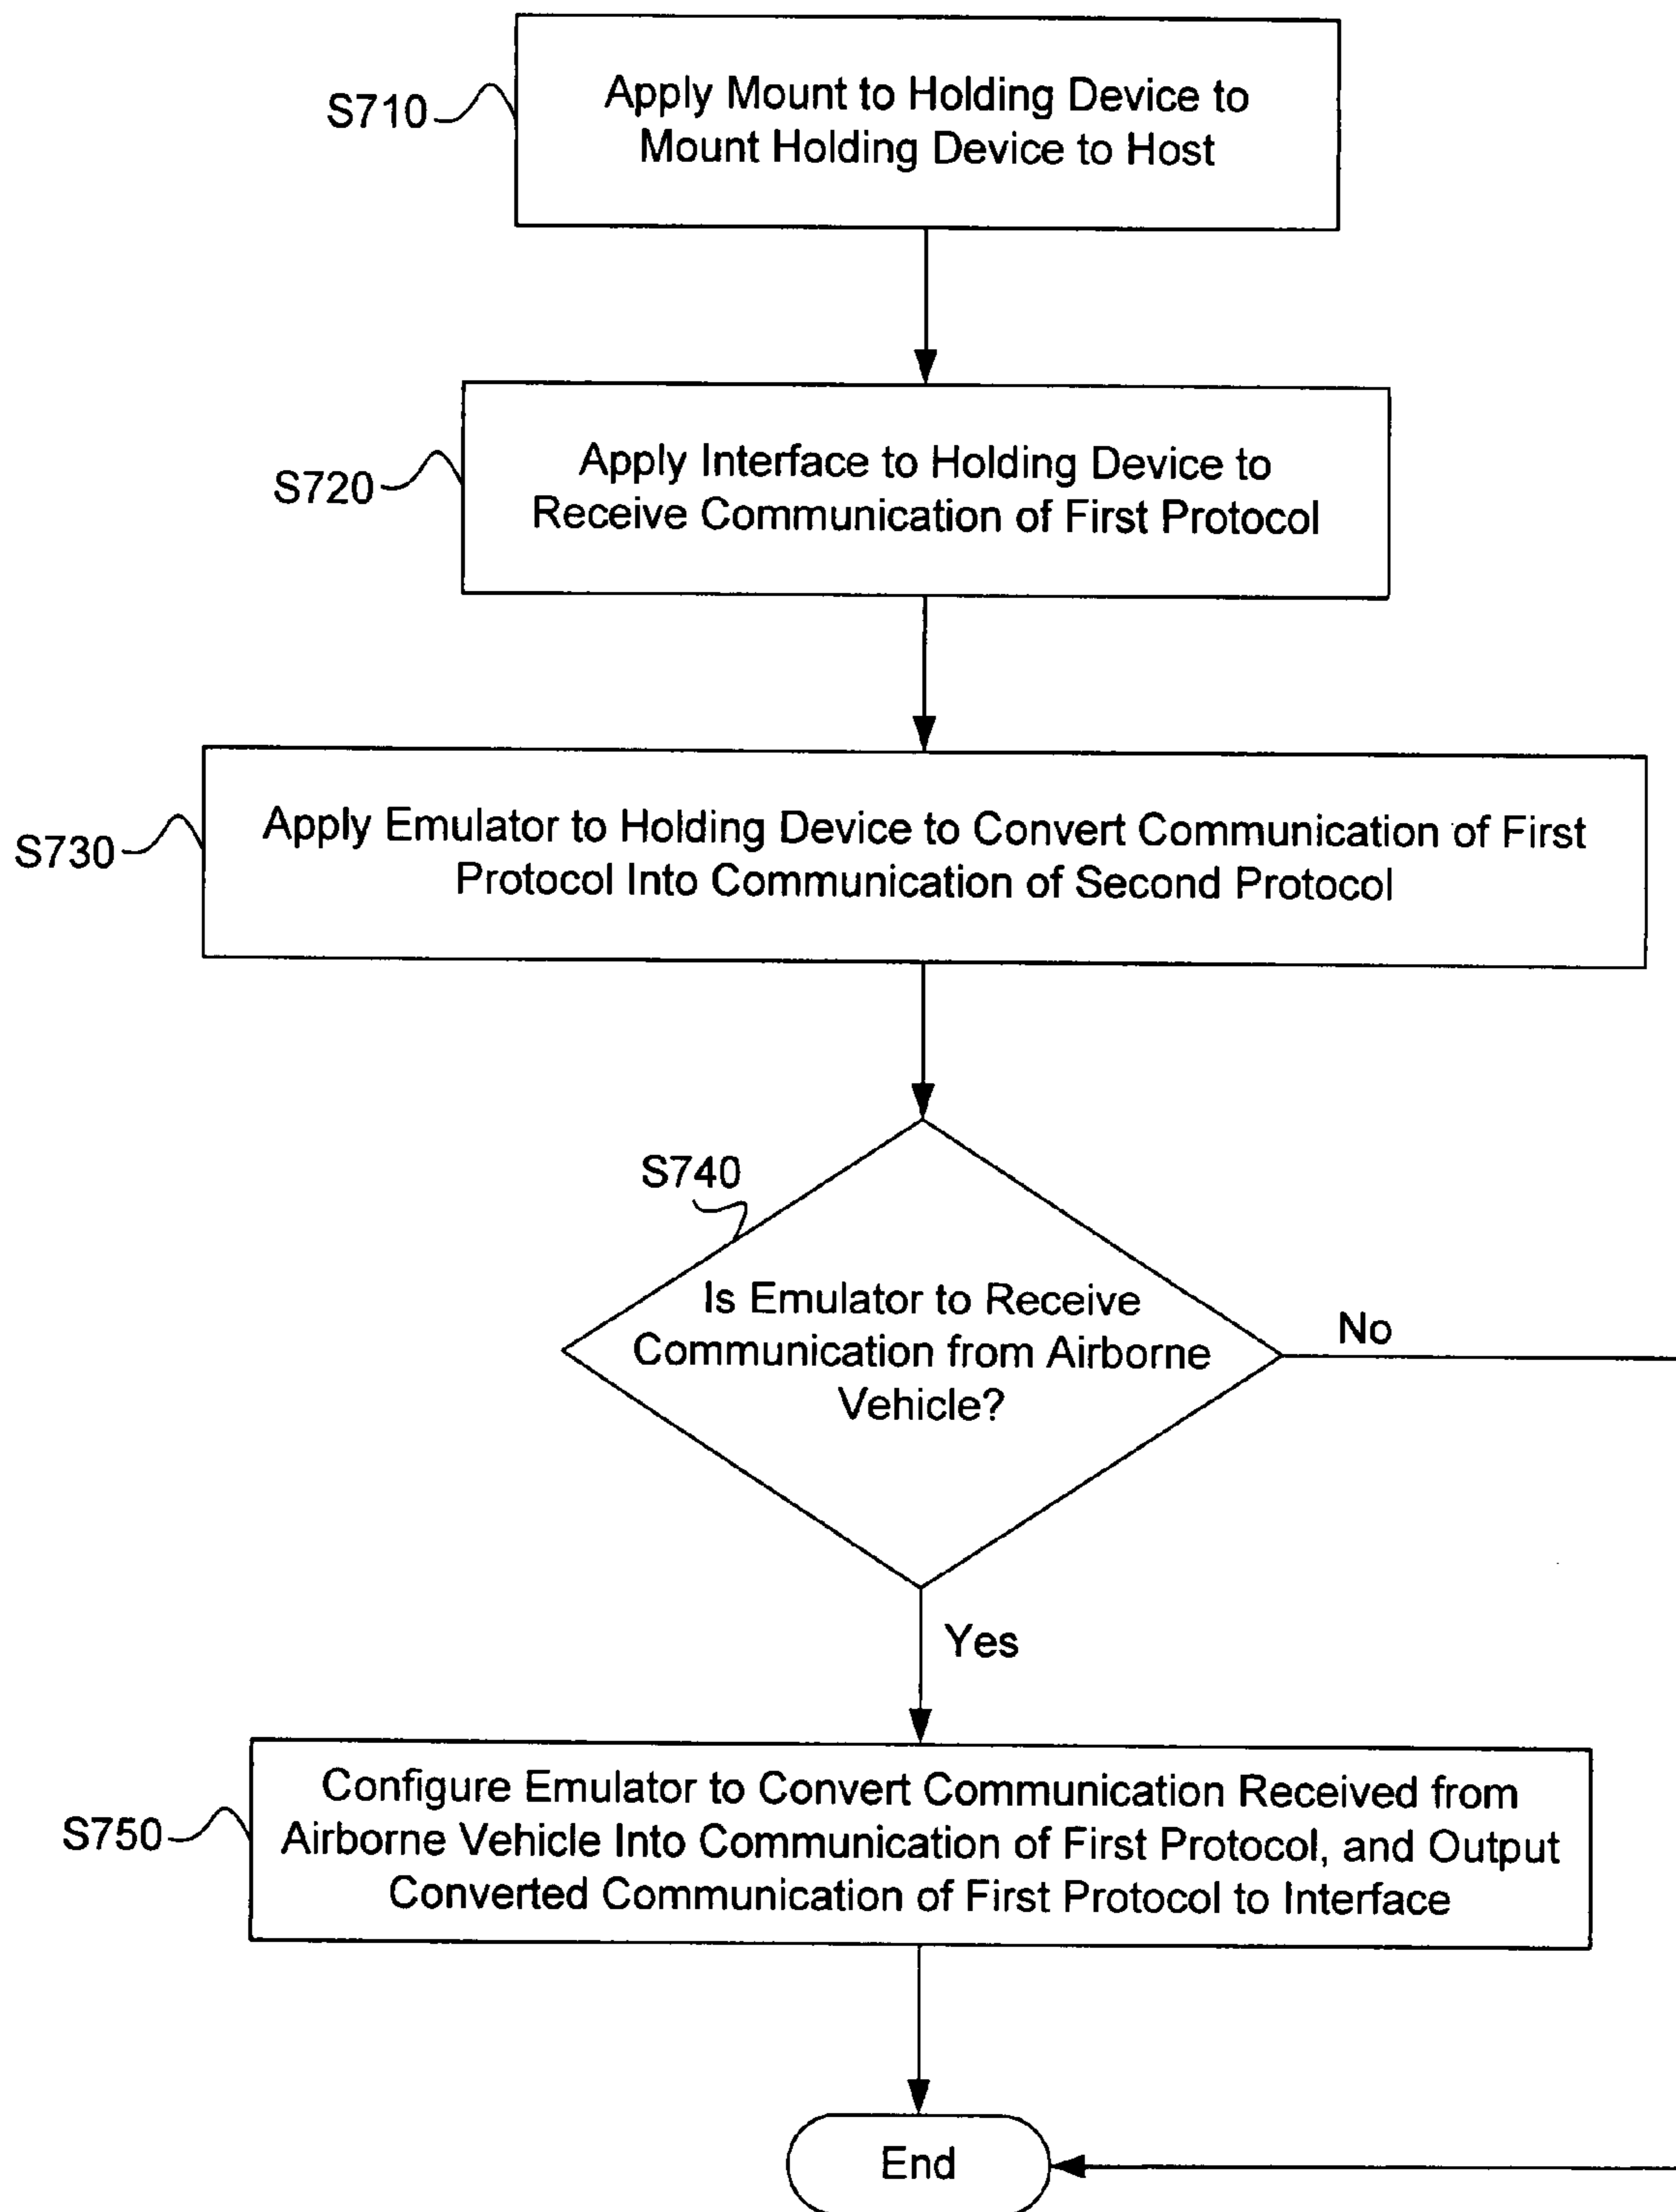 S710
Apply Mount to Holding Device to
Mount Holding Device to Host
S720
Apply Interface to Holding Device to
Receive Communication of First Protocol
S730
Apply Emulator to Holding Device to Convert Communication of First
Protocol Into Communication of Second Protocol
S740
Is Emulator to Receive
Communication from Airborne
Vehicle?
No
Yes
S750
Configure Emulator to Convert Communication Received from
Airborne Vehicle Into Communication of First Protocol, and Output
Converted Communication of First Protocol to Interface
End